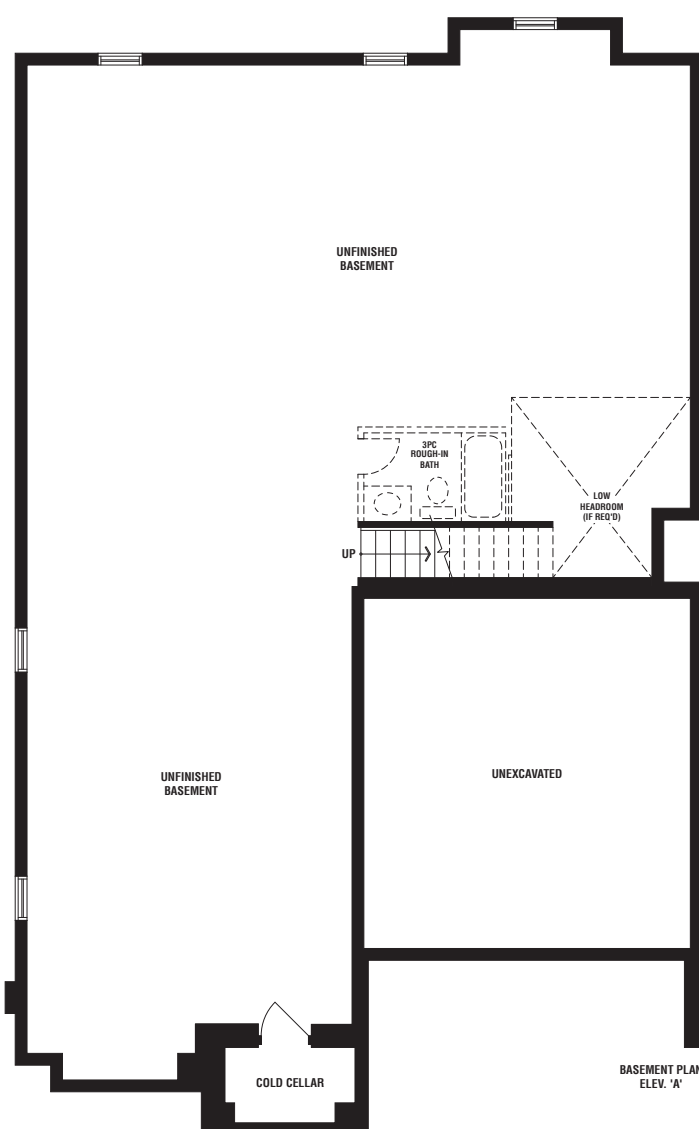 UNFINISHED
BASEMENT
3PC
ROUGH-IN
BATH
LOW
HEADROOM
(IF REQ'D)
UP
UNFINISHED
BASEMENT
UNEXCAVATED
COLD CELLAR
BASEMENT PLAN
ELEV. 'A'